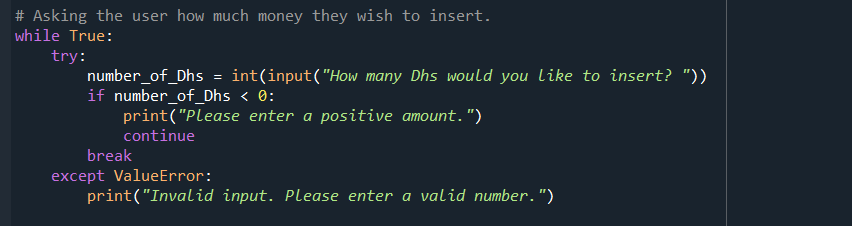 # Asking the user how much money they wish to insert.
while True:
    try:
        number_of_Dhs = int(input("How many Dhs would you like to insert? "))
        if number_of_Dhs < 0:
            print("Please enter a positive amount.")
            continue
        break
    except ValueError:
        print("Invalid input. Please enter a valid number.")